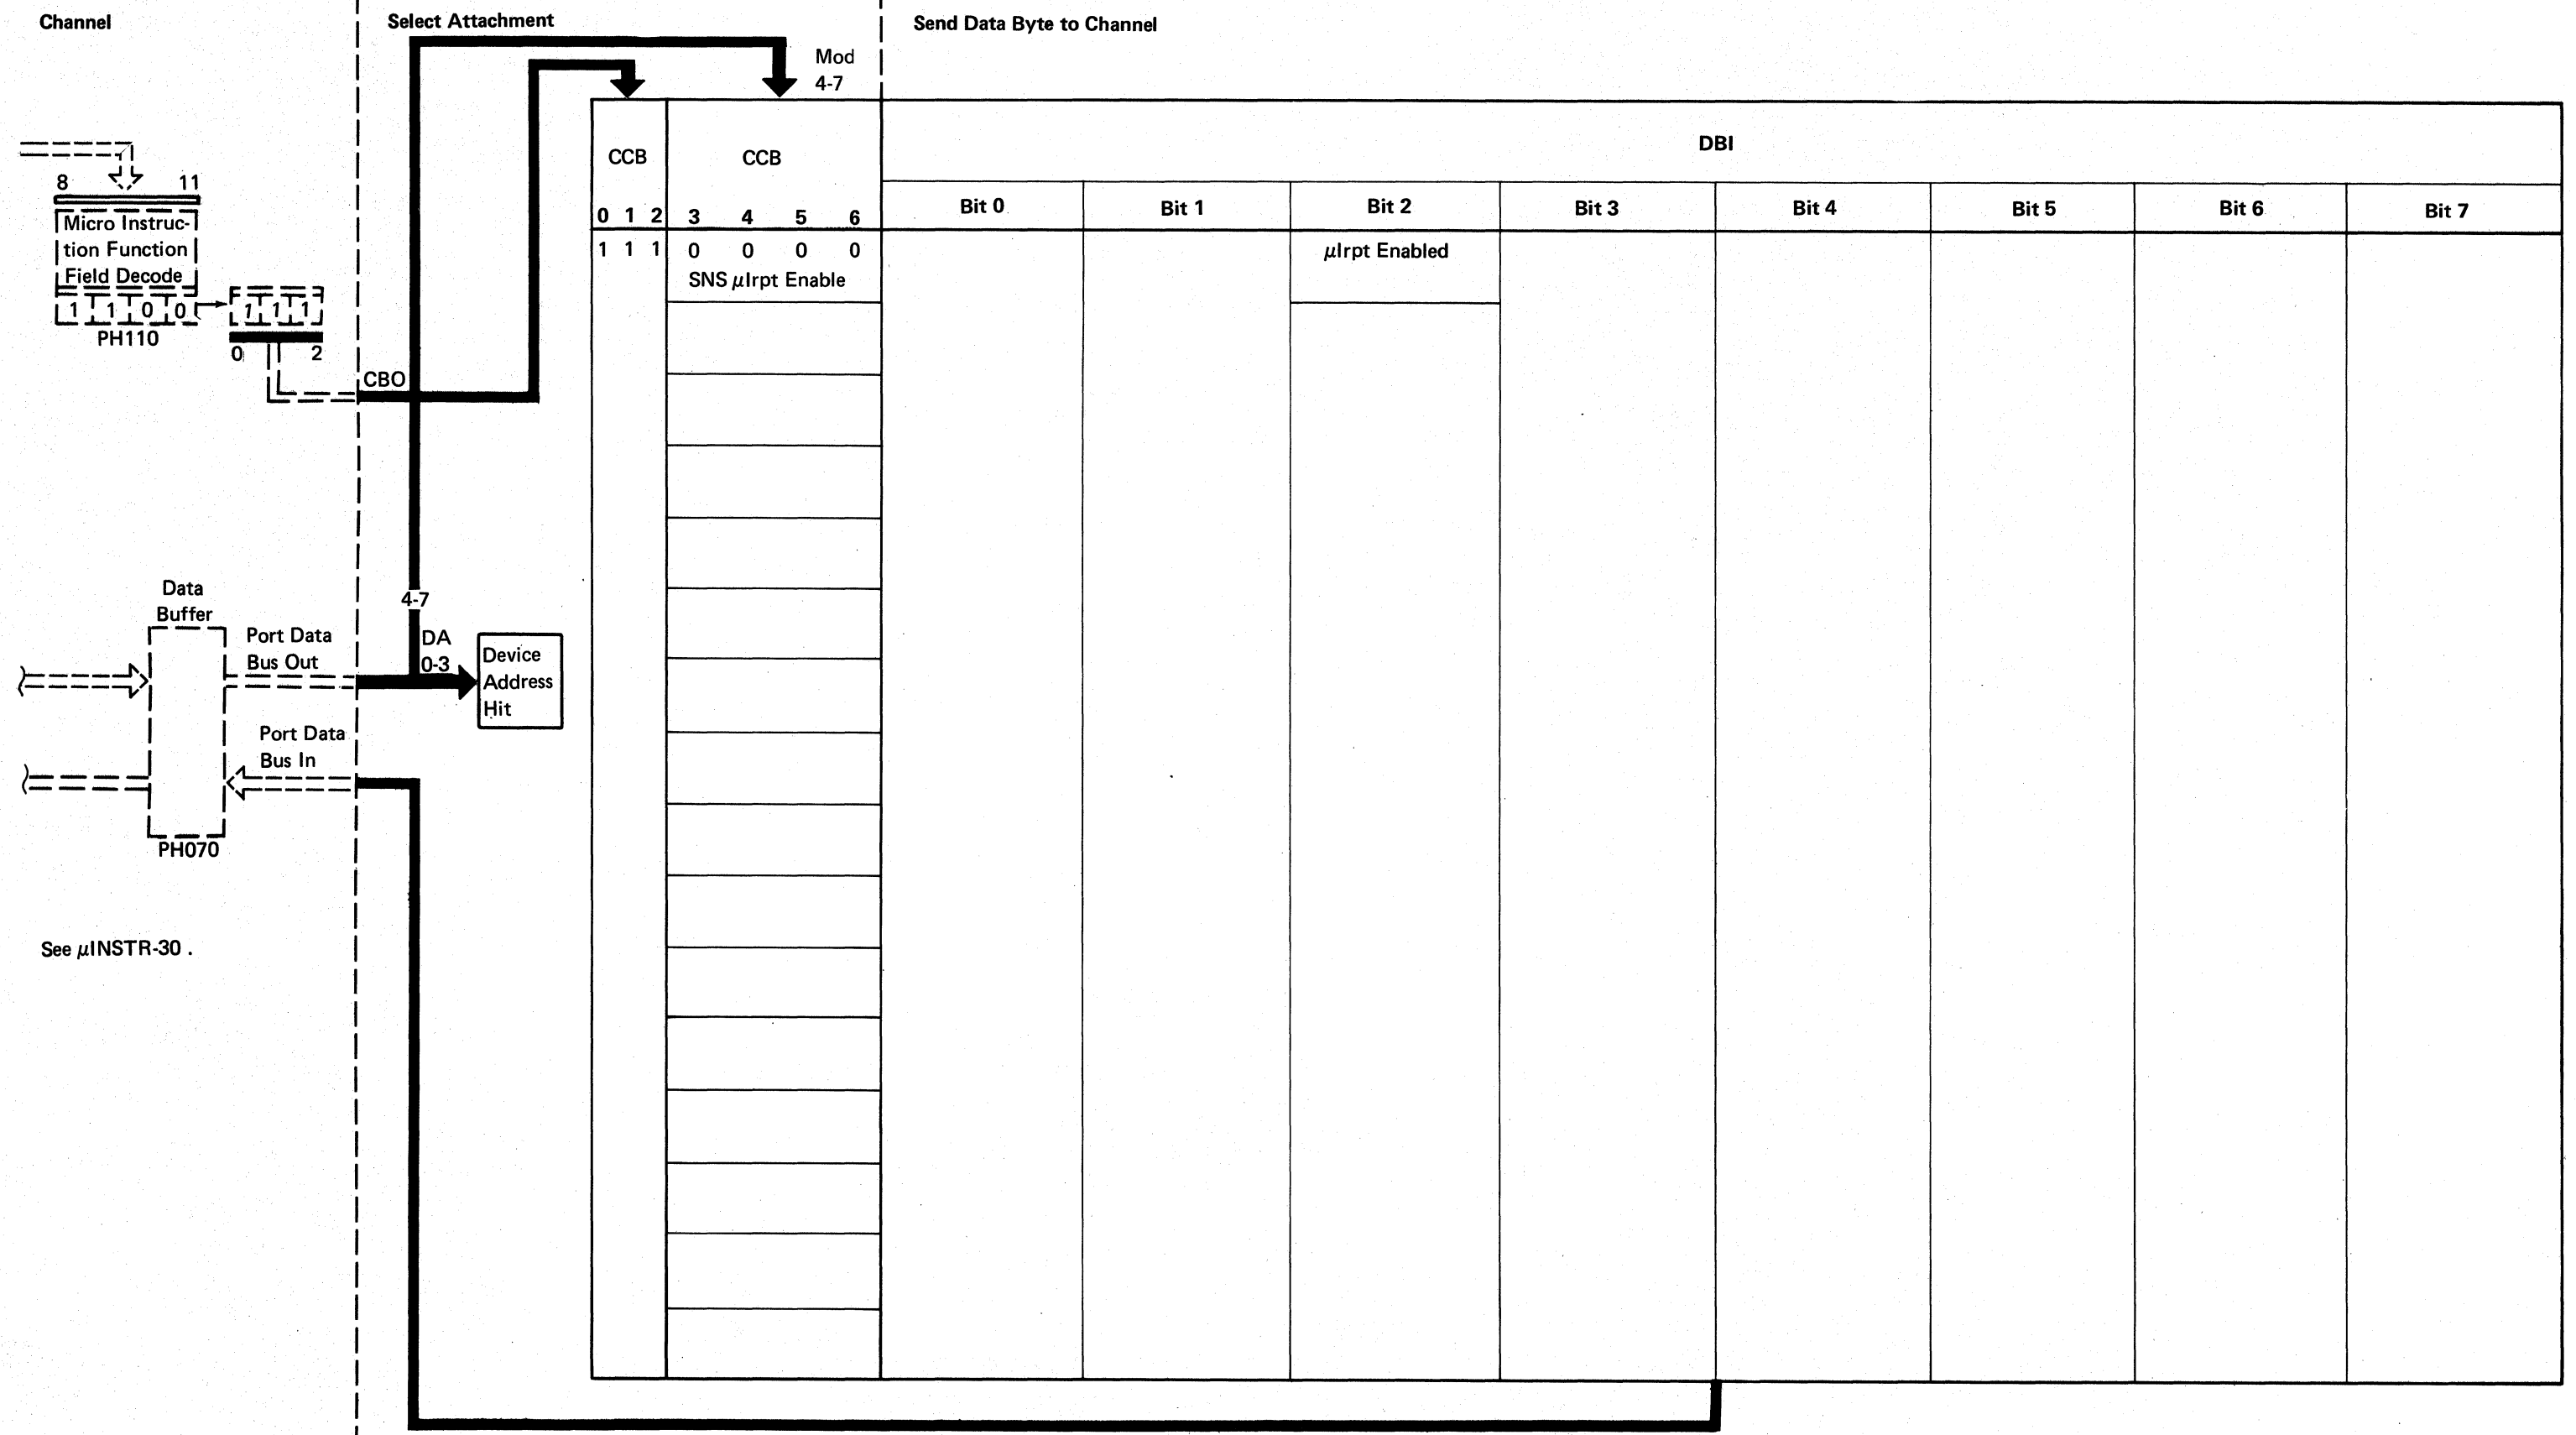 Channel
Select Attachment
Send Data Byte to Channel
Mod
4-7
8 11
Micro Instruc-
tion Function
Field Decode
1 1 0 0
PH110
1 1 1
0 2
CBO
CCB
CCB
DBI
0 1 2
3 4 5 6
Bit 0
Bit 1
Bit 2
Bit 3
Bit 4
Bit 5
Bit 6
Bit 7
1 1 1
0 0 0 0
SNS μIrpt Enable
μIrpt Enabled
Data
Buffer
Port Data
Bus Out
4-7
DA
0-3
Device
Address
Hit
Port Data
Bus In
PH070
See μINSTR-30 .